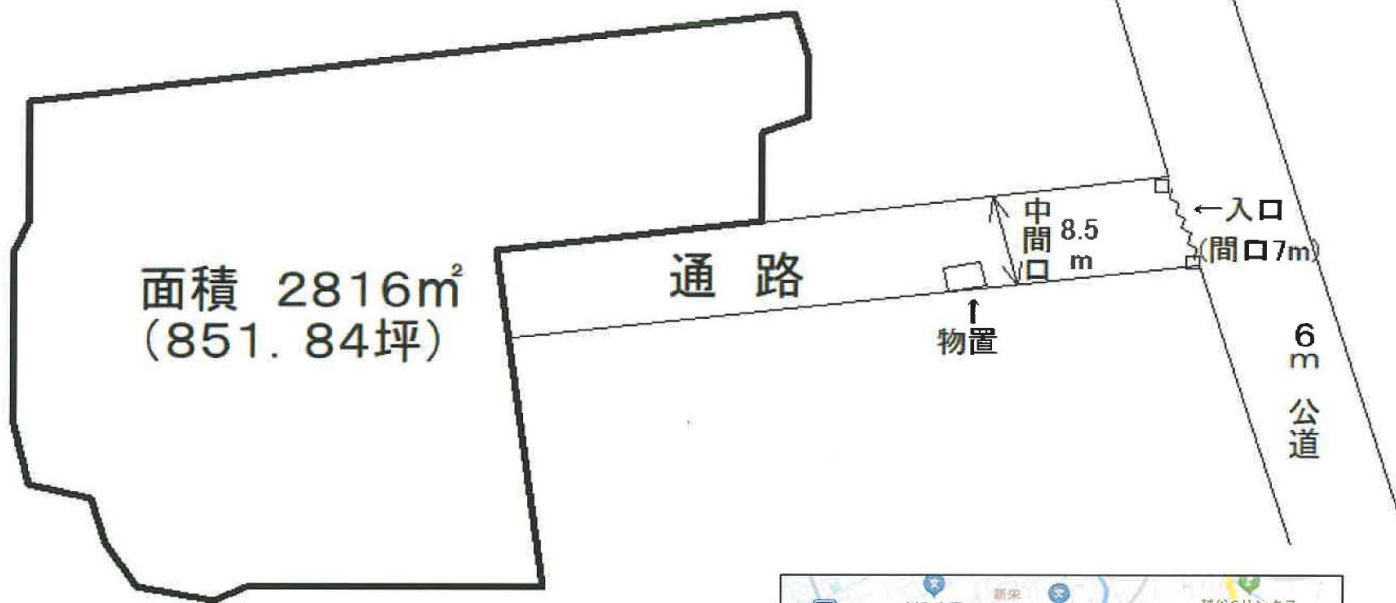 面積 2816㎡
(851.84坪)
通 路
中間口
8.5
m
←入口
(間口7m)
↑
物置
6m 公道
新栄